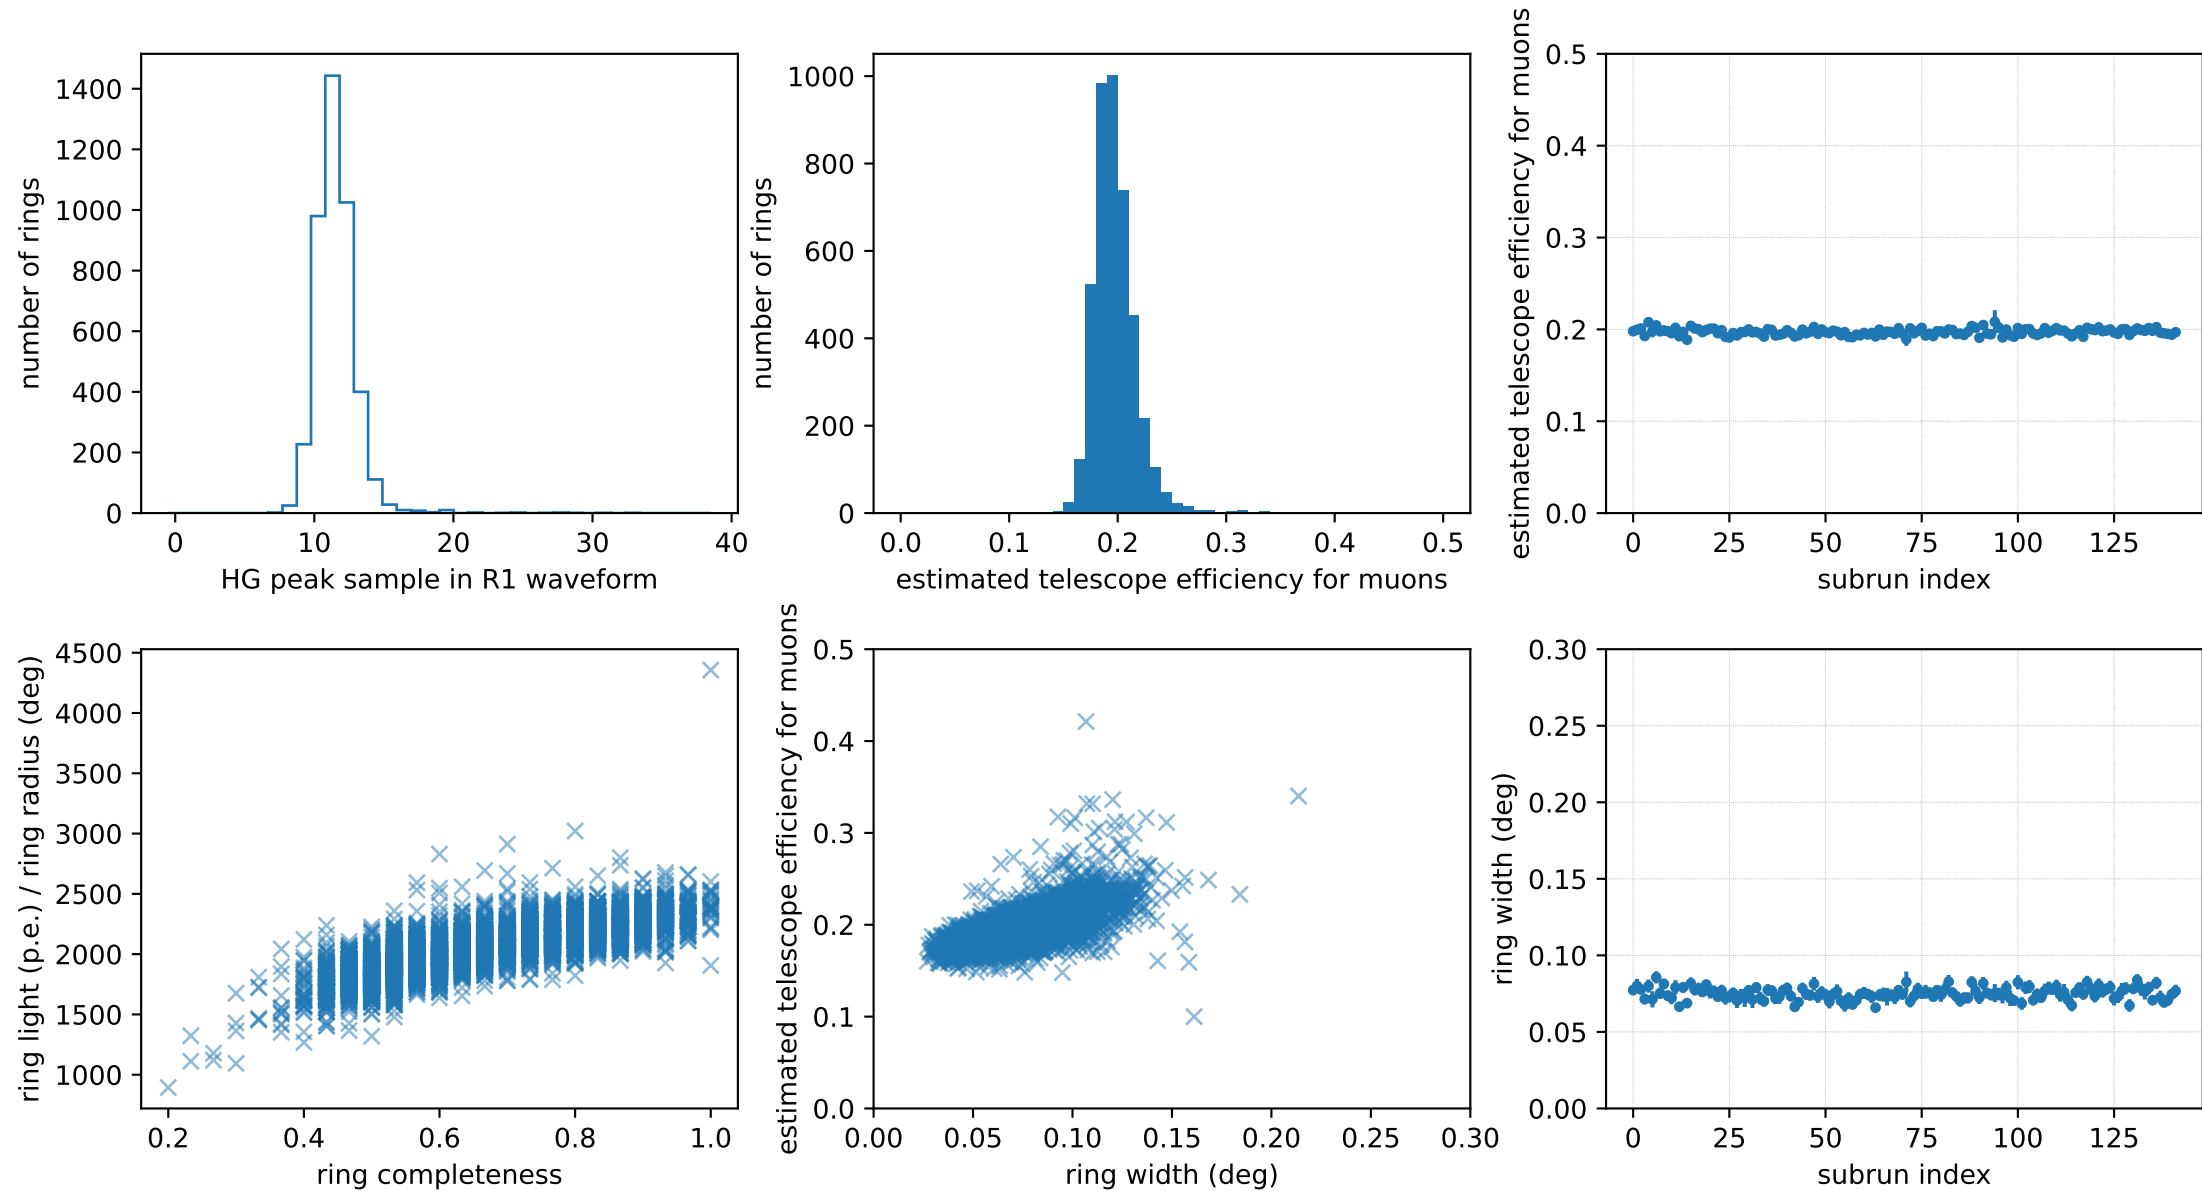 number of rings
1400
1200
1000
800
600
400
200
0
0 10 20 30 40
HG peak sample in R1 waveform
number of rings
1000
800
600
400
200
0
0.0 0.1 0.2 0.3 0.4 0.5
estimated telescope efficiency for muons
estimated telescope efficiency for muons
0.5
0.4
0.3
0.2
0.1
0.0
0 25 50 75 100 125
subrun index
ring light (p.e.) / ring radius (deg)
4500
4000
3500
3000
2500
2000
1500
1000
0.2 0.4 0.6 0.8 1.0
ring completeness
estimated telescope efficiency for muons
0.5
0.4
0.3
0.2
0.1
0.0
0.00 0.05 0.10 0.15 0.20 0.25 0.30
ring width (deg)
ring width (deg)
0.30
0.25
0.20
0.15
0.10
0.05
0.00
0 25 50 75 100 125
subrun index